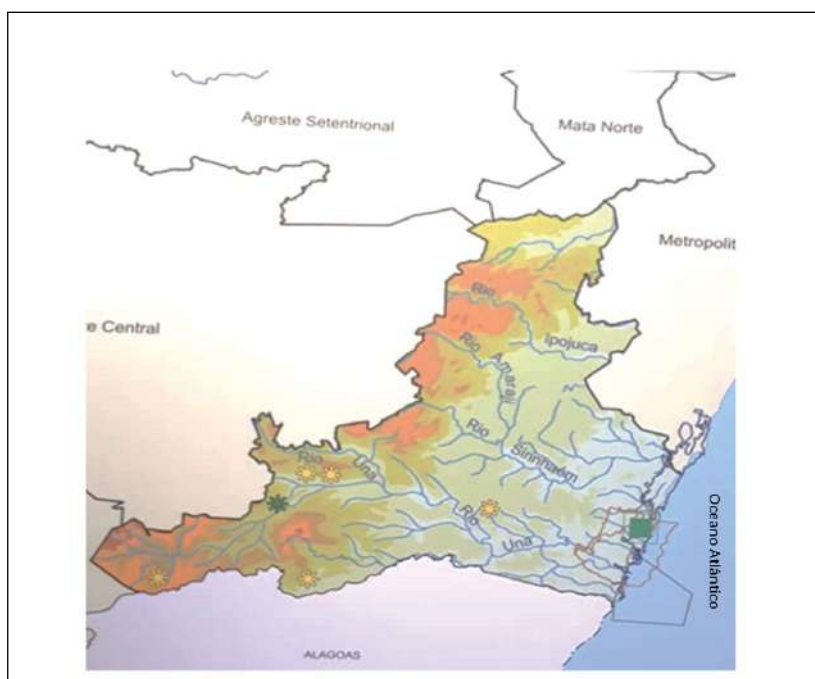 Agreste Setentrional
Mata Norte
Metropolit
e Central
Rio
Ipojuca
Rio
Amaraji
Rio
Sirinhaém
Rio
Una
Rio
Una
Oceano Atlântico
ALAGOAS